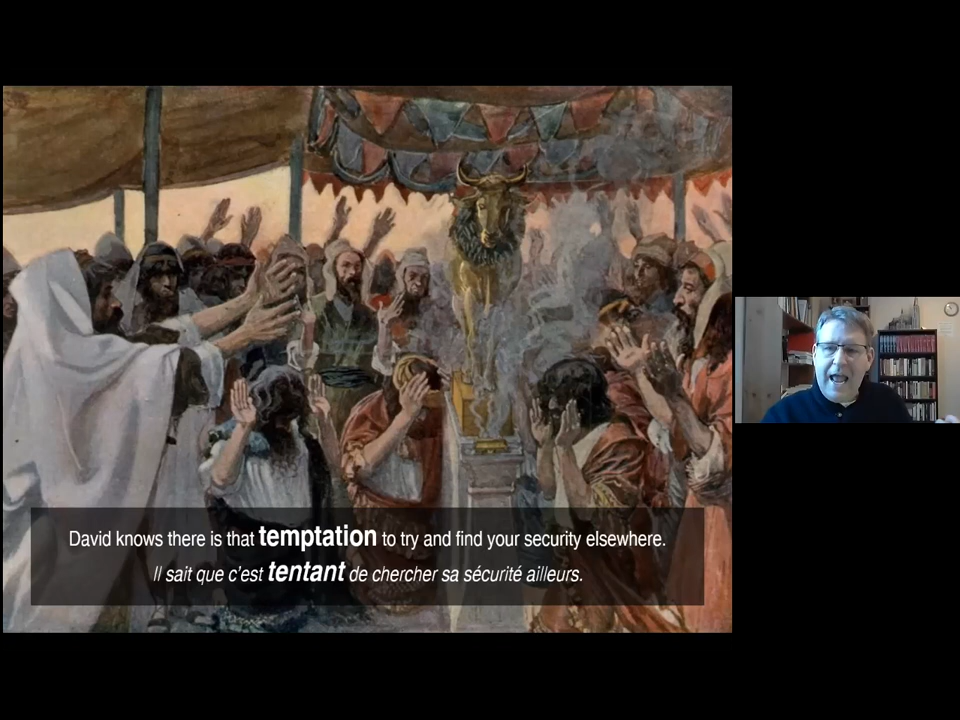 David knows there is that temptation to try and find your security elsewhere.
Il sait que c'est tentant de chercher sa sécurité ailleurs.